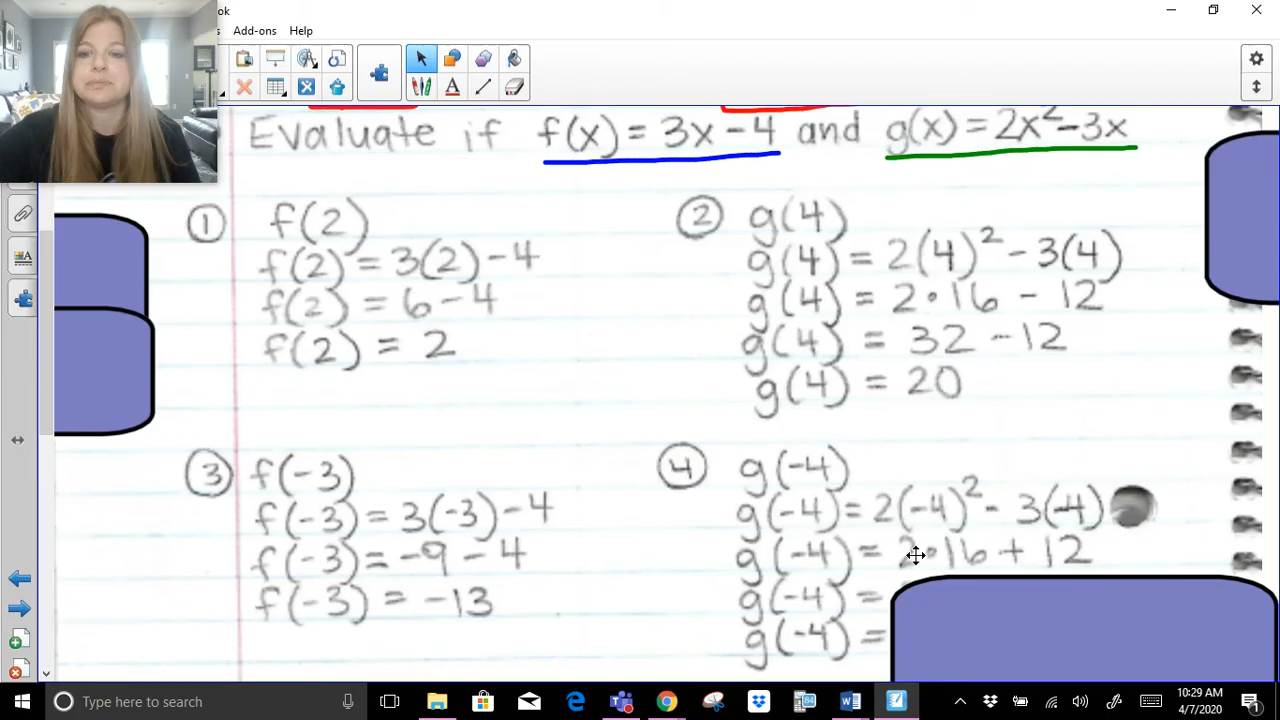 ok
Add-ons Help
Evaluate if f(x) = 3x - 4 and g(x) = 2x² - 3x
① f(2)
f(2) = 3(2) - 4
f(2) = 6 - 4
f(2) = 2
② g(4)
g(4) = 2(4)² - 3(4)
g(4) = 2 • 16 - 12
g(4) = 32 - 12
g(4) = 20
③ f(-3)
f(-3) = 3(-3) - 4
f(-3) = -9 - 4
f(-3) = -13
④ g(-4)
g(-4) = 2(-4)² - 3(-4)
g(-4) = 2 • 16 + 12
g(-4) =
g(-4) =
Type here to search
10:29 AM
4/7/2020